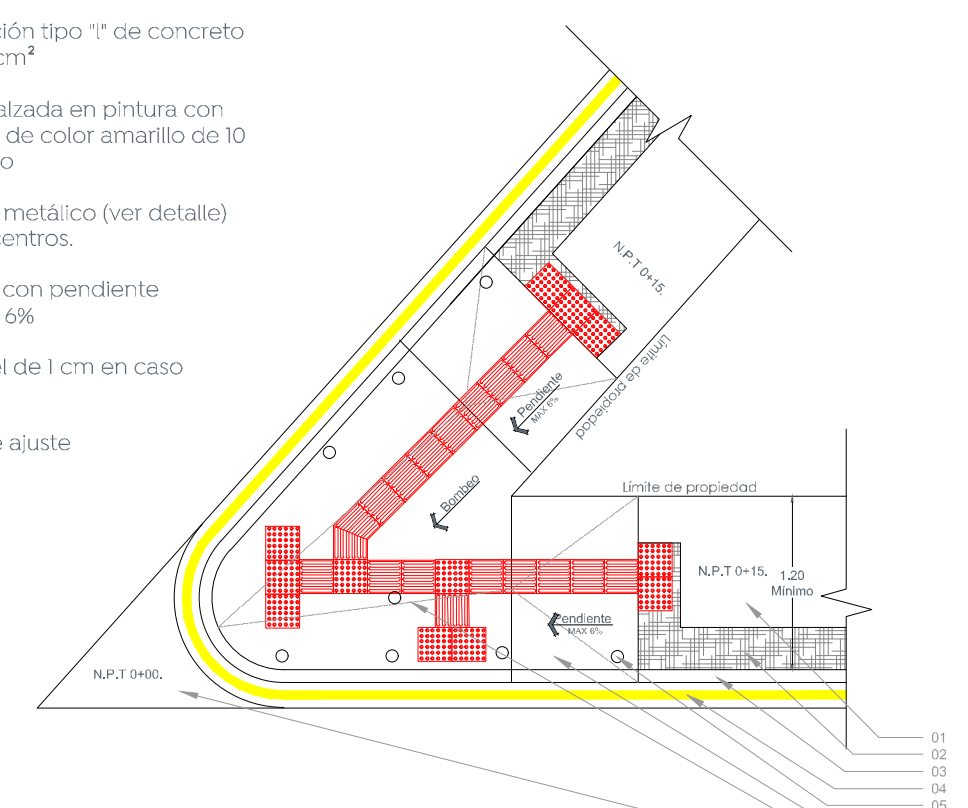 ción tipo "l" de concreto
cm²
alzada en pintura con
de color amarillo de 10
o
metálico (ver detalle)
centros.
con pendiente
6%
el de 1 cm en caso
e ajuste
N.P.T 0+15.
Límite de propiedad
Pendiente
MAX 6%
Bombeo
Límite de propiedad
N.P.T 0+15.
1.20
Mínimo
Pendiente
MAX 6%
N.P.T 0+00.
01
02
03
04
05